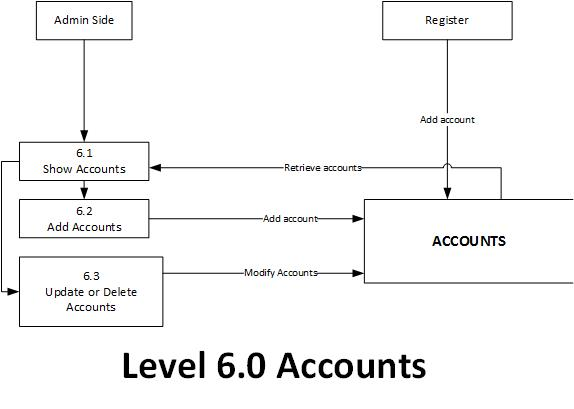 Admin Side
Register
Add account
6.1
Show Accounts
Retrieve accounts
6.2
Add Accounts
Add account
ACCOUNTS
6.3
Update or Delete
Accounts
Modify Accounts
Level 6.0 Accounts